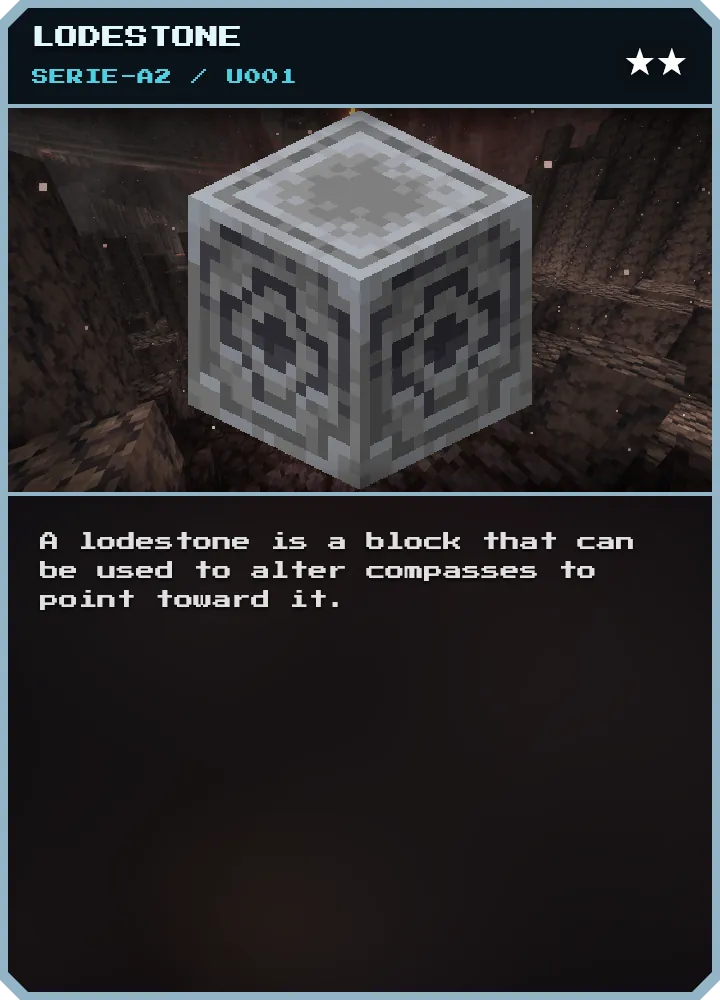 LODESTONE
SERIE-A2 / U001
A lodestone is a block that can
be used to alter compasses to
point toward it.